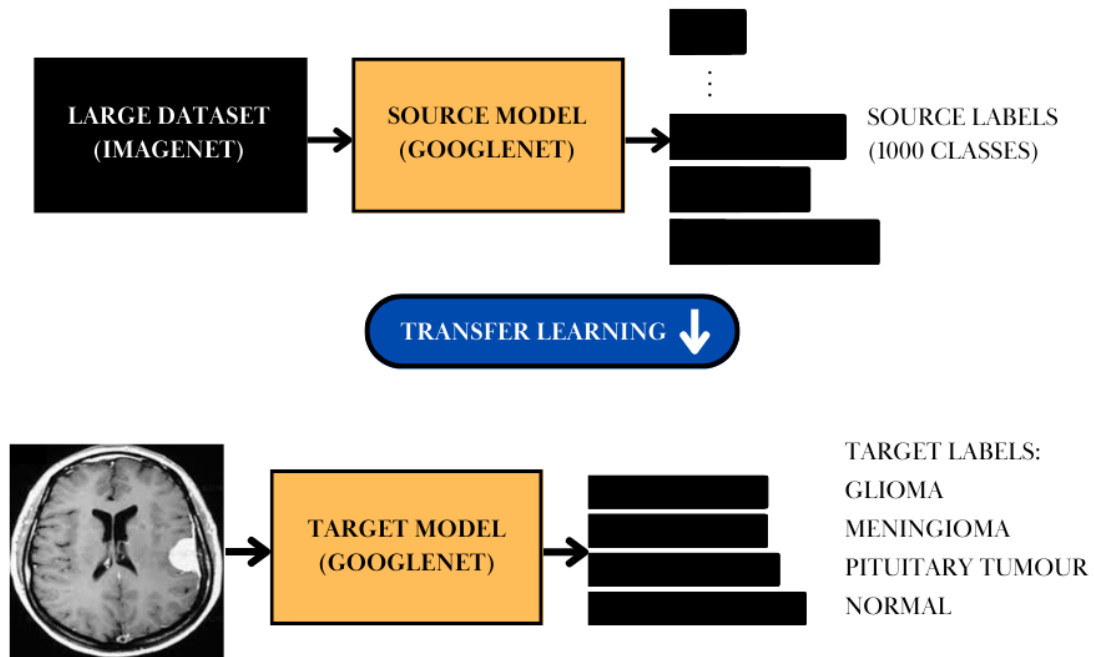 LARGE DATASET
(IMAGENET)
SOURCE MODEL
(GOOGLENET)
SOURCE LABELS
(1000 CLASSES)
TRANSFER LEARNING
TARGET MODEL
(GOOGLENET)
TARGET LABELS:
GLIOMA
MENINGIOMA
PITUITARY TUMOUR
NORMAL